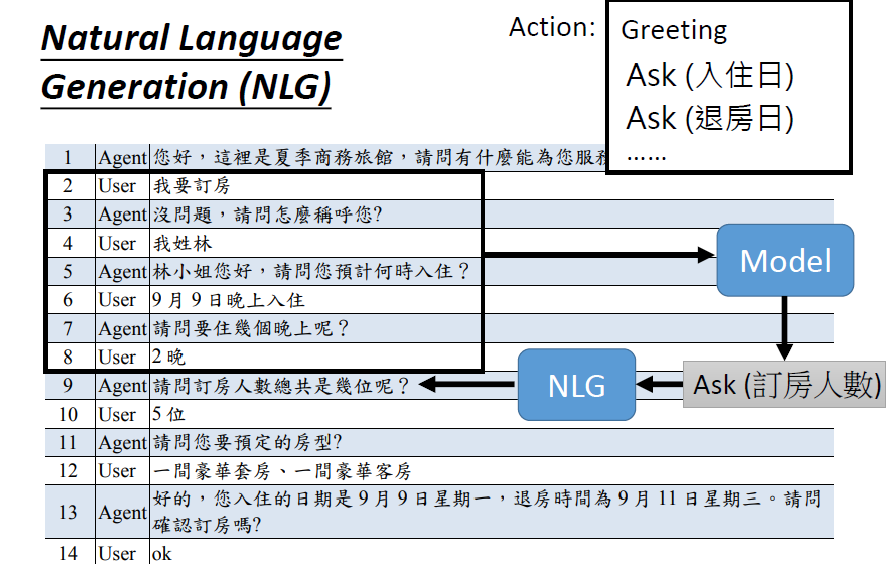 Natural Language
Generation (NLG)
Action:
Greeting
Ask (入住日)
Ask (退房日)
……
1 Agent 您好，這裡是夏季商務旅館，請問有什麼能為您服務
2 User 我要訂房
3 Agent 沒問題，請問怎麼稱呼您?
4 User 我姓林
5 Agent 林小姐您好，請問您預計何時入住？
6 User 9月9日晚上入住
7 Agent 請問要住幾個晚上呢？
8 User 2晚
9 Agent 請問訂房人數總共是幾位呢？
10 User 5位
11 Agent 請問您要預定的房型?
12 User 一間豪華套房、一間豪華客房
13 Agent 好的，您入住的日期是9月9日星期一，退房時間為9月11日星期三。請問
確認訂房嗎?
14 User ok
Model
NLG
Ask (訂房人數)